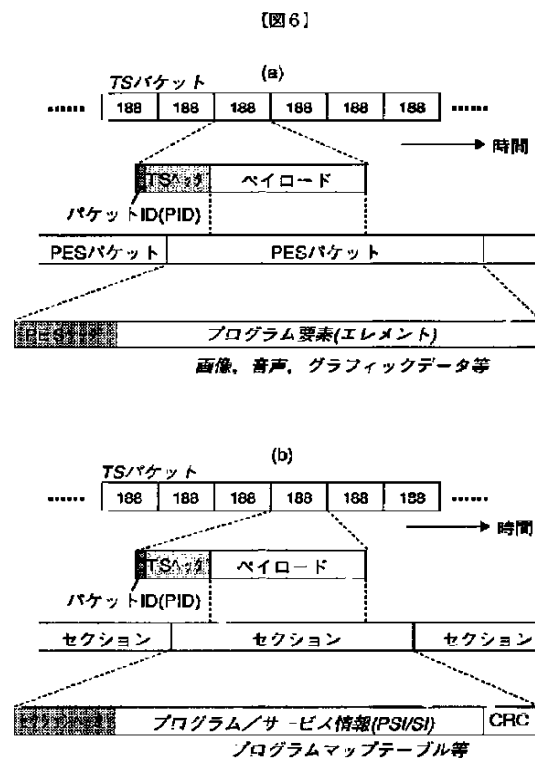 【図6】
(a)
TSパケット
...... 188 188 188 188 188 188 ......
時間
TSヘッダ ペイロード
パケットID(PID)
PESパケット PESパケット
PESヘッダ プログラム要素(エレメント)
画像, 音声, グラフィックデータ等
(b)
TSパケット
...... 188 188 188 188 188 188 ......
時間
TSヘッダ ペイロード
パケットID(PID)
セクション セクション セクション
プログラム/サービス情報(PSI/SI) CRC
プログラムマップテーブル等